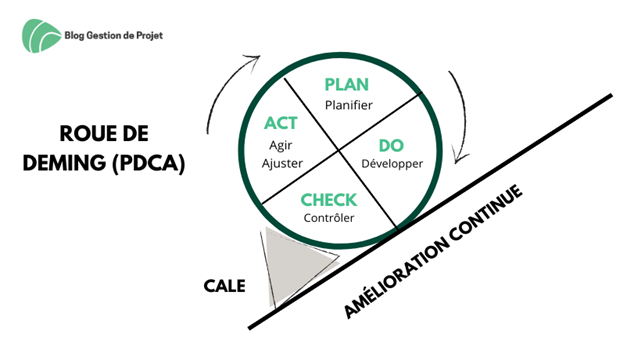 Blog Gestion de Projet
ROUE DE
DEMING (PDCA)
PLAN
Planifier
ACT
Agir
Ajuster
DO
Développer
CHECK
Contrôler
CALE
AMÉLIORATION CONTINUE